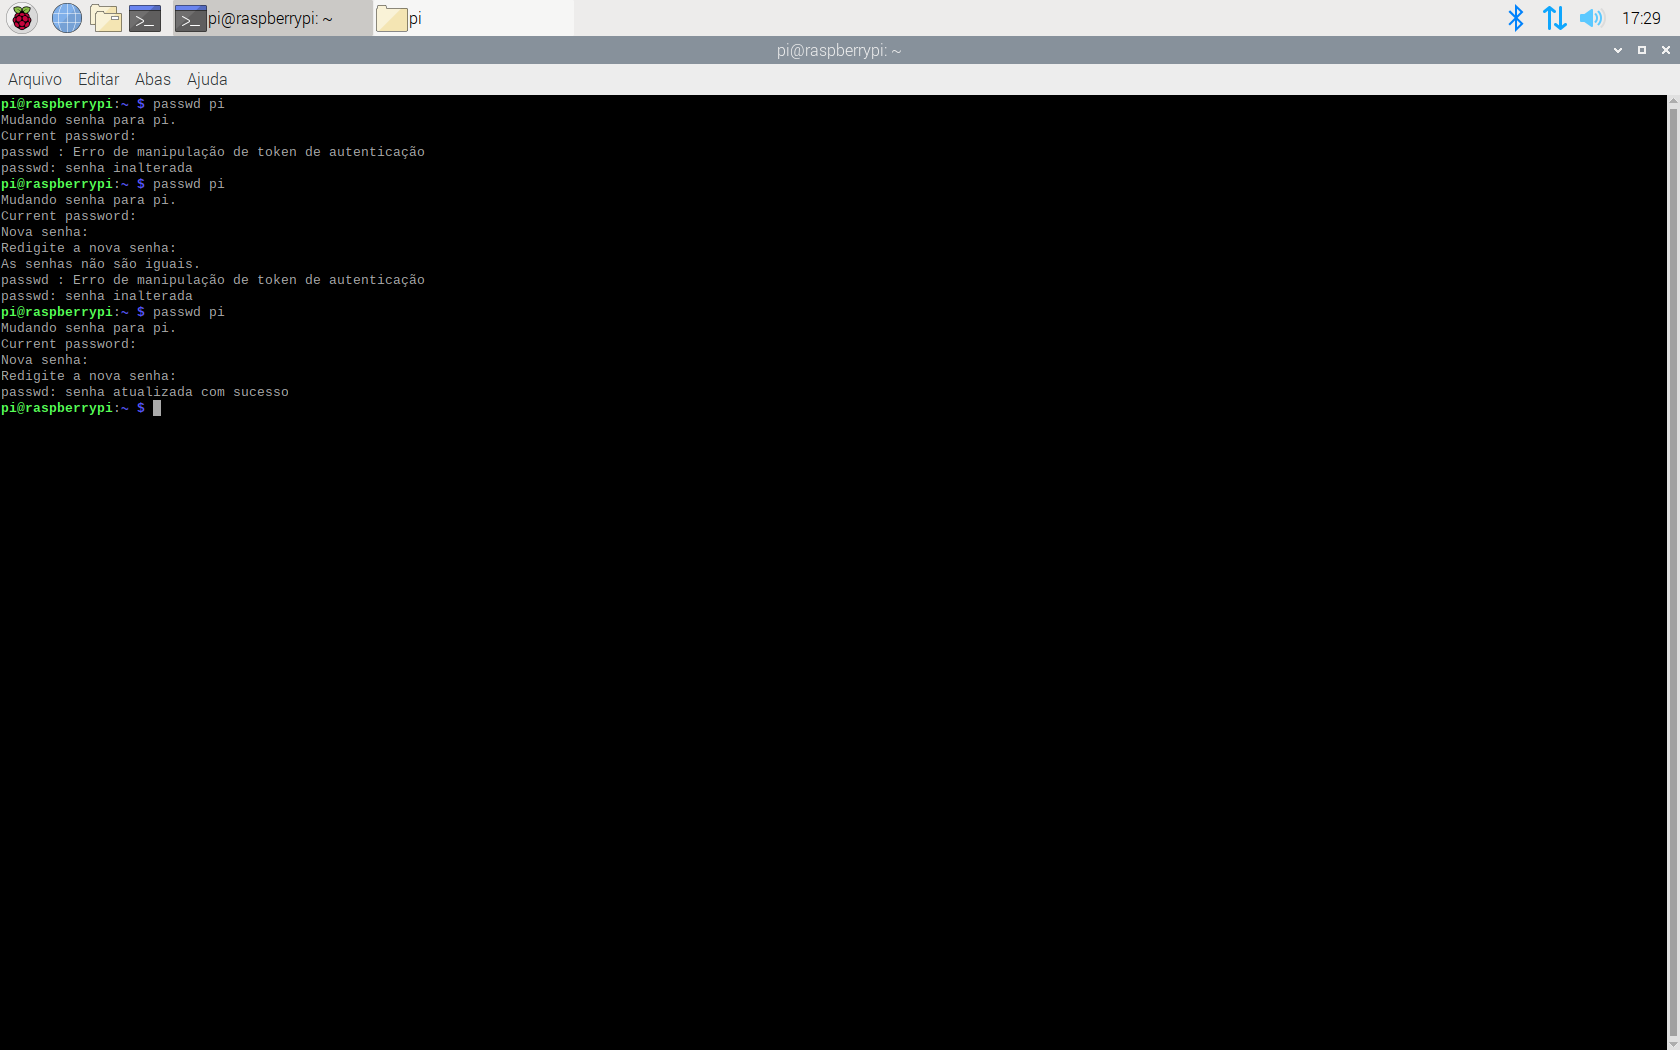 pi@raspberrypi: ~ pi 17:29
pi@raspberrypi: ~
Arquivo Editar Abas Ajuda
pi@raspberrypi:~ $ passwd pi
Mudando senha para pi.
Current password:
passwd : Erro de manipulação de token de autenticação
passwd: senha inalterada
pi@raspberrypi:~ $ passwd pi
Mudando senha para pi.
Current password:
Nova senha:
Redigite a nova senha:
As senhas não são iguais.
passwd : Erro de manipulação de token de autenticação
passwd: senha inalterada
pi@raspberrypi:~ $ passwd pi
Mudando senha para pi.
Current password:
Nova senha:
Redigite a nova senha:
passwd: senha atualizada com sucesso
pi@raspberrypi:~ $